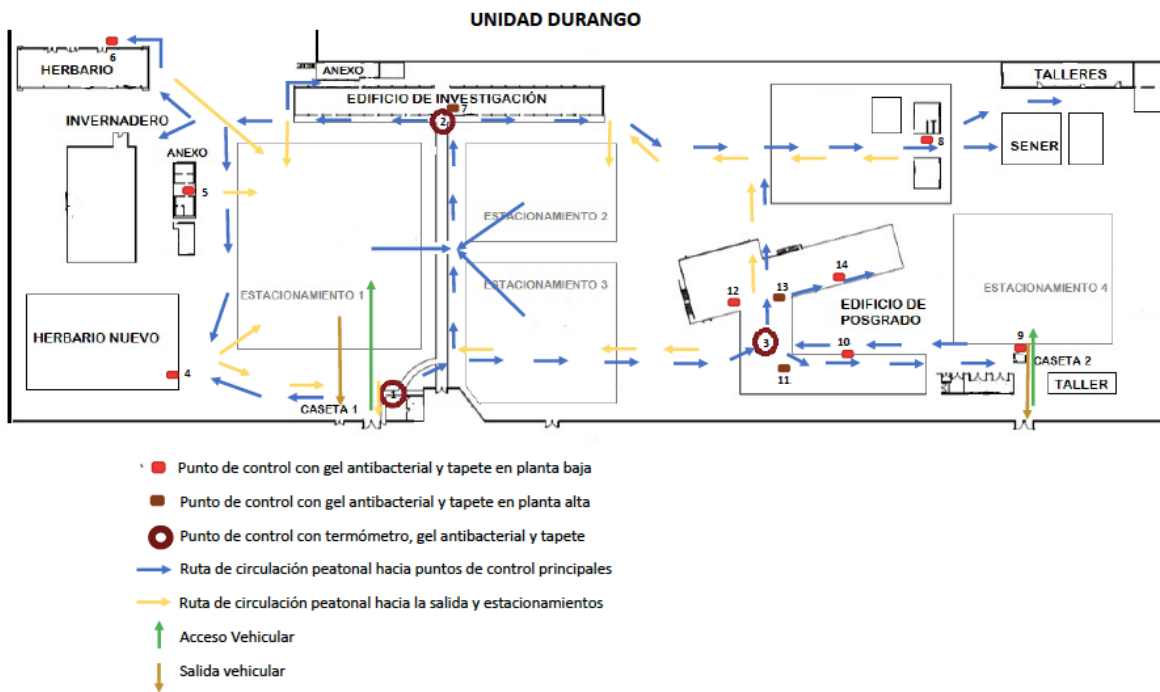 UNIDAD DURANGO
6
HERBARIO
ANEXO
TALLERES
EDIFICIO DE INVESTIGACIÓN
7
2
INVERNADERO
8
SENER
ANEXO
5
ESTACIONAMIENTO 2
ESTACIONAMIENTO 1
ESTACIONAMIENTO 3
14
13
12
ESTACIONAMIENTO 4
EDIFICIO DE
POSGRADO
HERBARIO NUEVO
3
10
9
CASETA 2
4
11
TALLER
1
CASETA 1
Punto de control con gel antibacterial y tapete en planta baja
Punto de control con gel antibacterial y tapete en planta alta
Punto de control con termómetro, gel antibacterial y tapete
Ruta de circulación peatonal hacia puntos de control principales
Ruta de circulación peatonal hacia la salida y estacionamientos
Acceso Vehicular
Salida vehicular